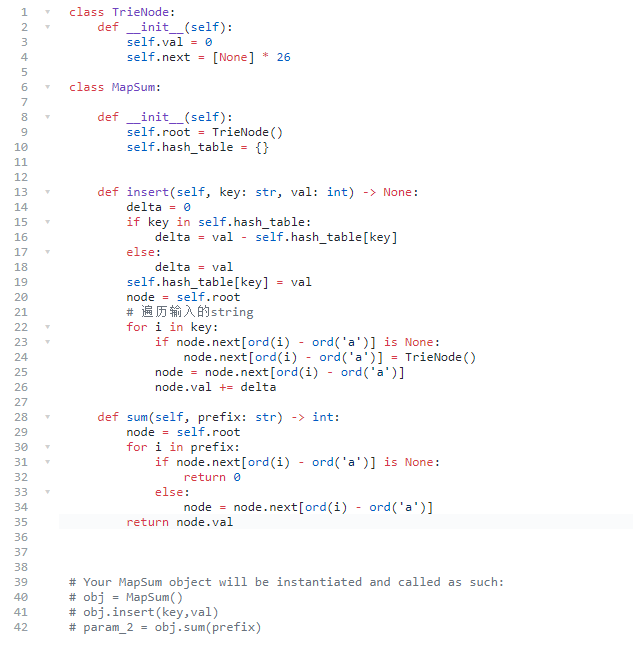 1 class TrieNode:
2     def __init__(self):
3         self.val = 0
4         self.next = [None] * 26
5
6 class MapSum:
7
8     def __init__(self):
9         self.root = TrieNode()
10         self.hash_table = {}
11
12
13     def insert(self, key: str, val: int) -> None:
14         delta = 0
15         if key in self.hash_table:
16             delta = val - self.hash_table[key]
17         else:
18             delta = val
19         self.hash_table[key] = val
20         node = self.root
21         # 遍历输入的string
22         for i in key:
23             if node.next[ord(i) - ord('a')] is None:
24                 node.next[ord(i) - ord('a')] = TrieNode()
25             node = node.next[ord(i) - ord('a')]
26             node.val += delta
27
28     def sum(self, prefix: str) -> int:
29         node = self.root
30         for i in prefix:
31             if node.next[ord(i) - ord('a')] is None:
32                 return 0
33             else:
34                 node = node.next[ord(i) - ord('a')]
35         return node.val
36
37
38
39 # Your MapSum object will be instantiated and called as such:
40 # obj = MapSum()
41 # obj.insert(key,val)
42 # param_2 = obj.sum(prefix)